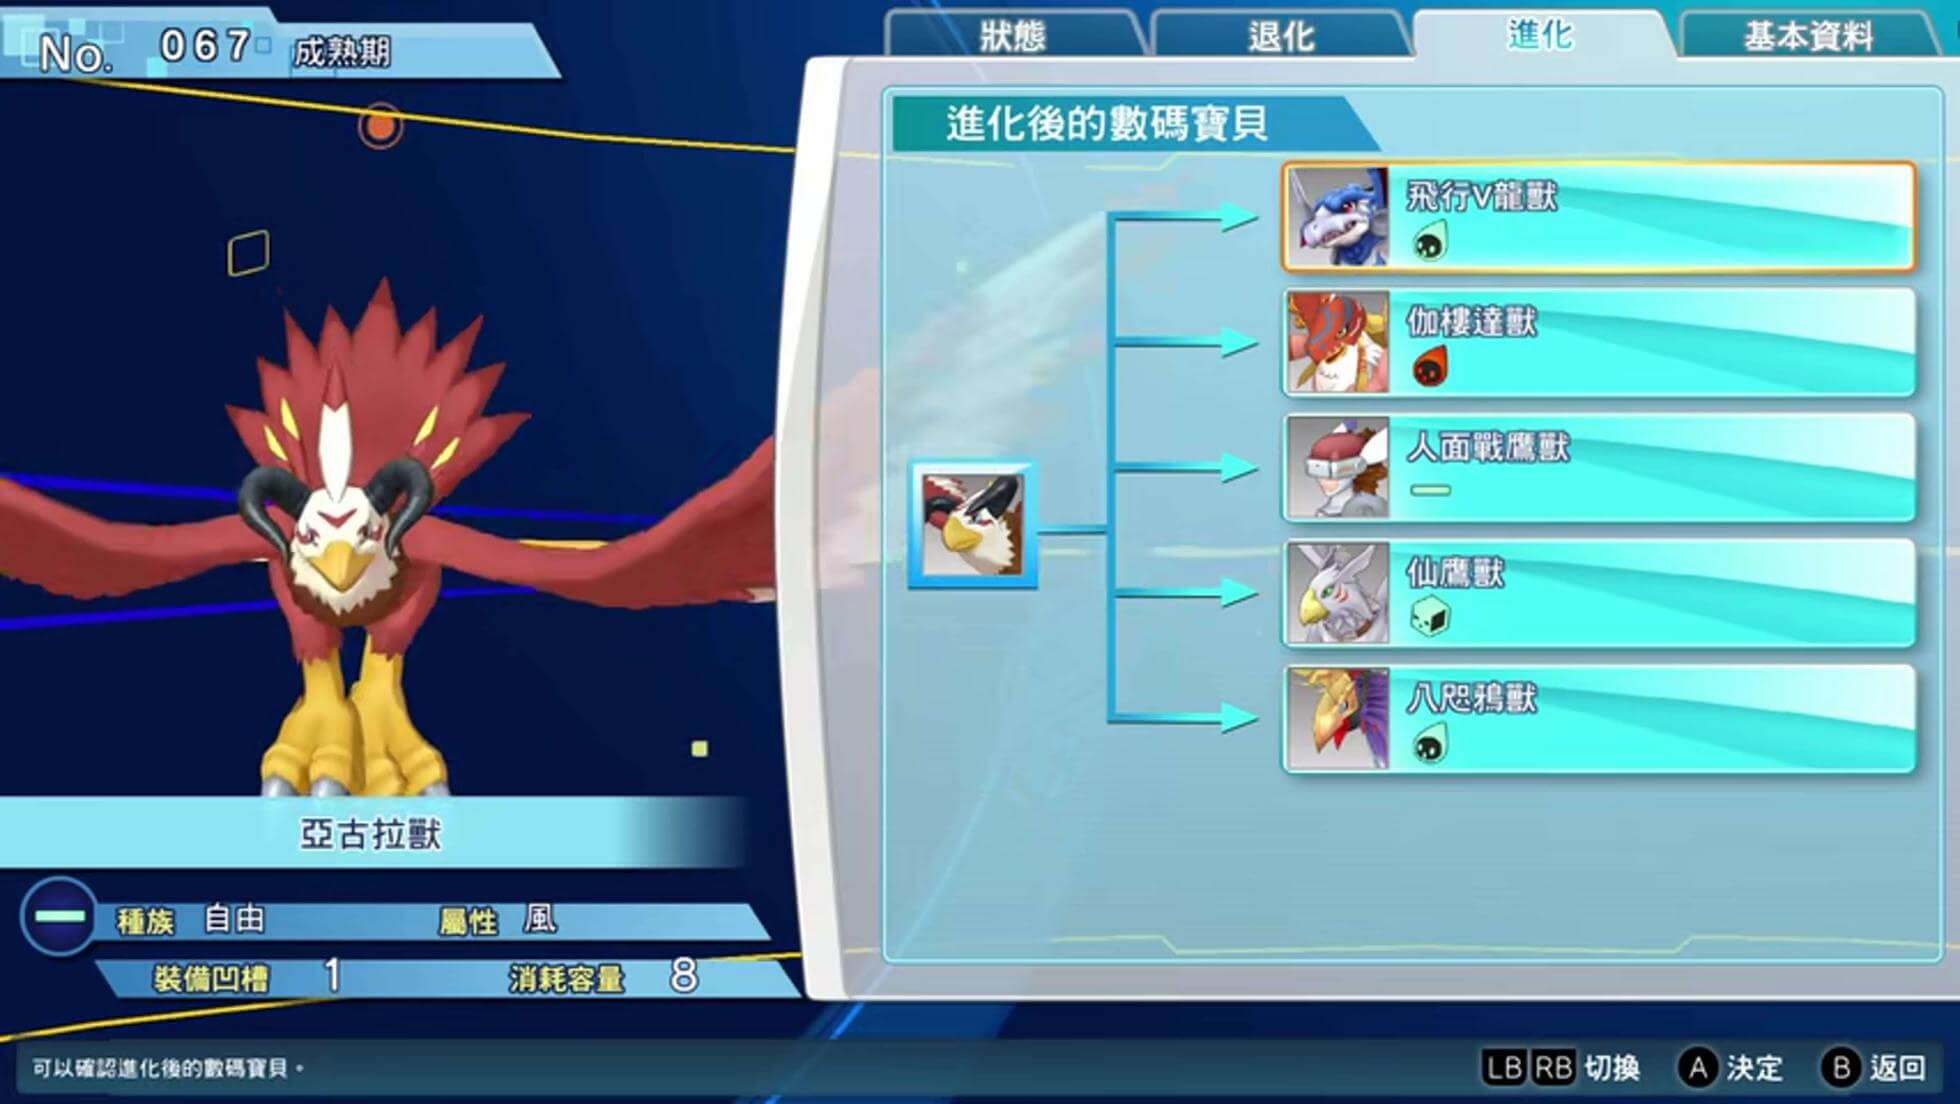 No. 067 成熟期
狀態 退化 進化 基本資料
進化後的數碼寶貝
飛行V龍獸
伽樓達獸
人面戰鷹獸
仙鷹獸
八咫鴉獸
亞古拉獸
種族 自由 屬性 風
裝備凹槽 1 消耗容量 8
可以確認進化後的數碼寶貝。
LB RB 切換 A 決定 B 返回